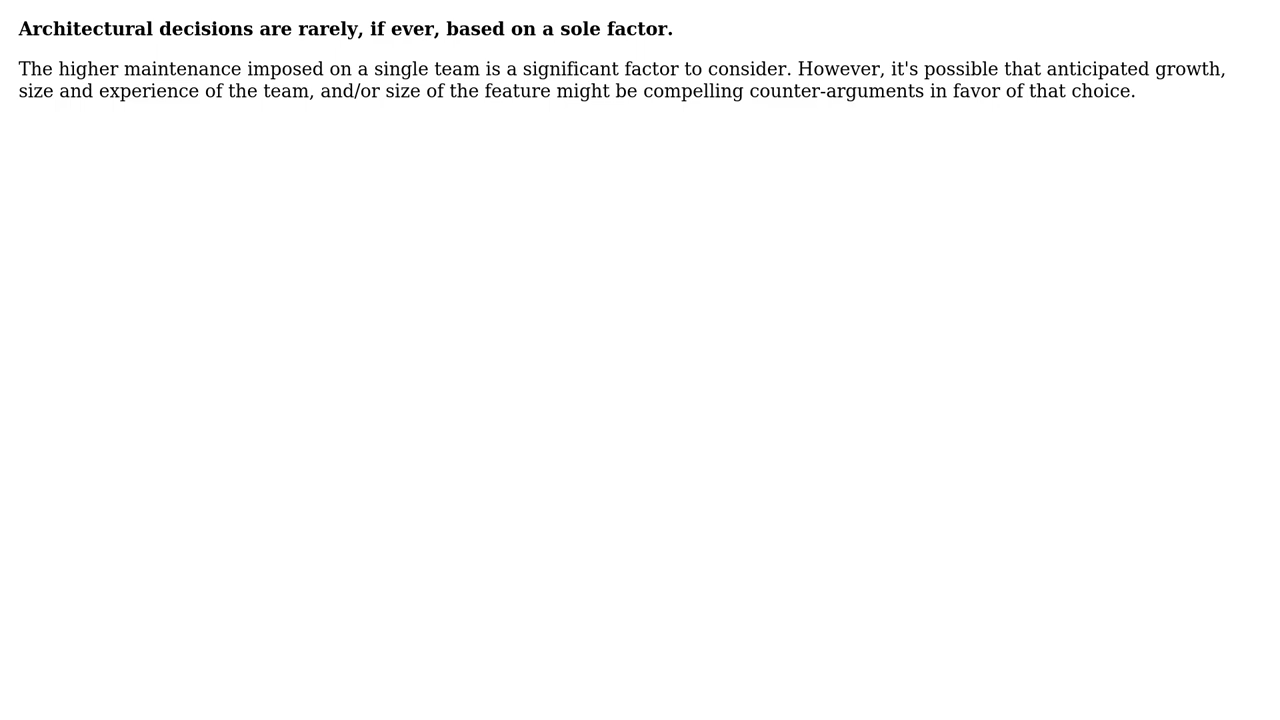 Architectural decisions are rarely, if ever, based on a sole factor.
The higher maintenance imposed on a single team is a significant factor to consider. However, it's possible that anticipated growth,
size and experience of the team, and/or size of the feature might be compelling counter-arguments in favor of that choice.